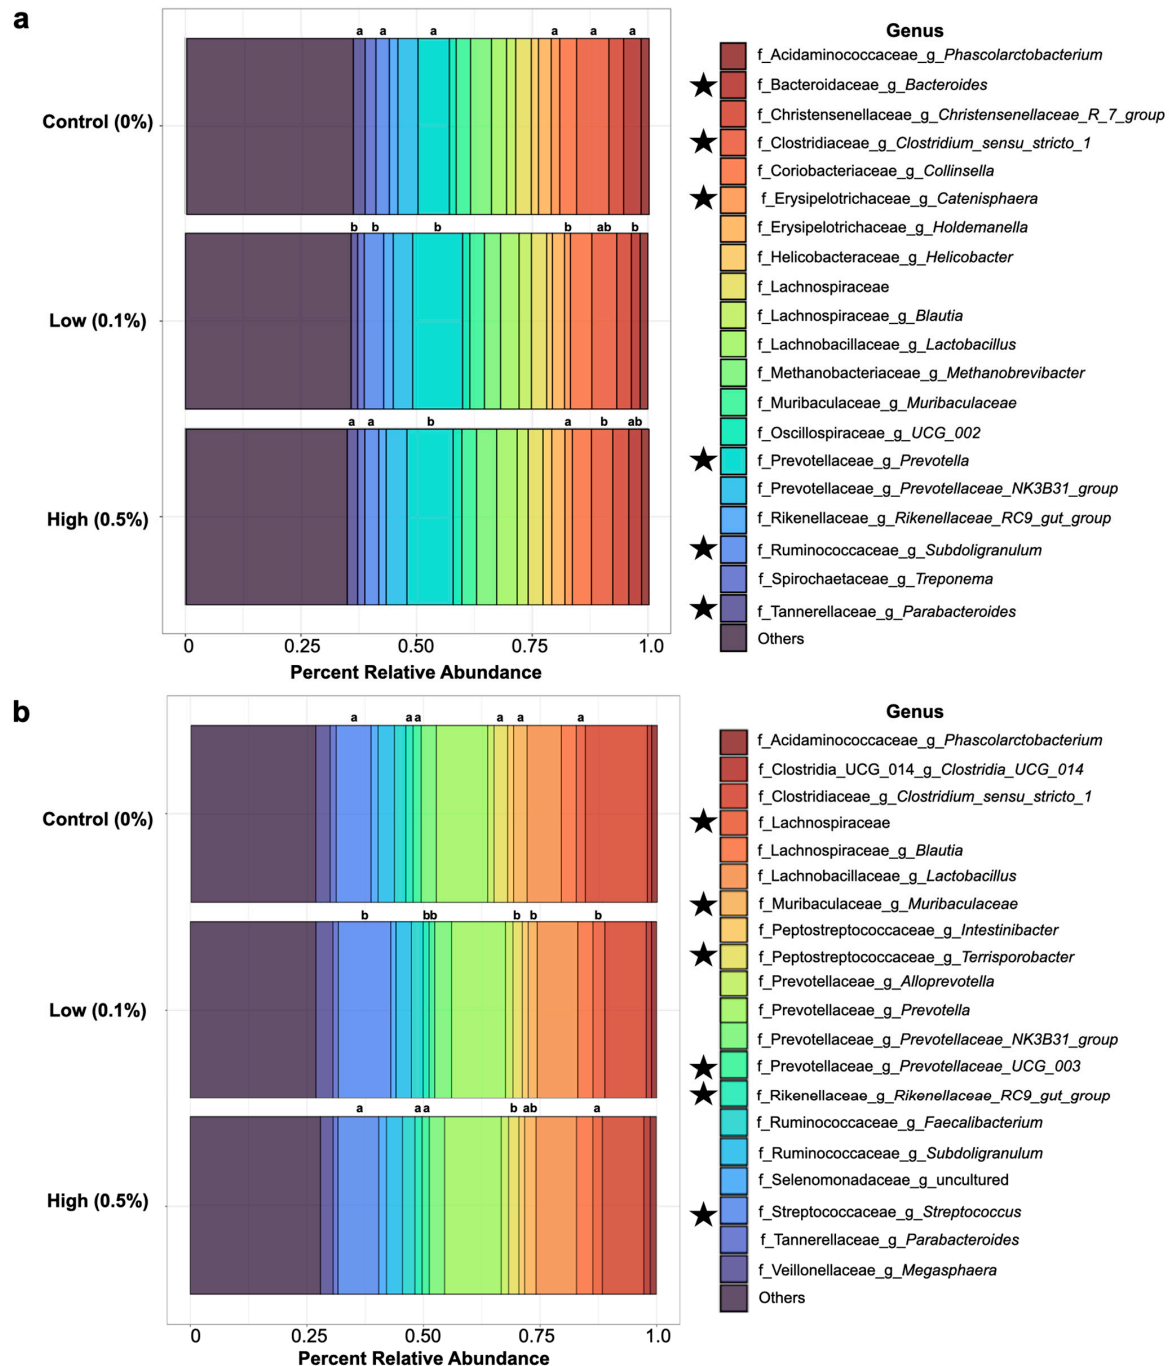 a
a a a a a a
Control (0%)
b b b b ab b
Low (0.1%)
a a b a b ab
High (0.5%)
0 0.25 0.50 0.75 1.0
Percent Relative Abundance
Genus
f_Acidaminococcaceae_g_Phascolarctobacterium
f_Bacteroidaceae_g_Bacteroides
f_Christensenellaceae_g_Christensenellaceae_R_7_group
f_Clostridiaceae_g_Clostridium_sensu_stricto_1
f_Coriobacteriaceae_g_Collinsella
f_Erysipelotrichaceae_g_Catenisphaera
f_Erysipelotrichaceae_g_Holdemanella
f_Helicobacteraceae_g_Helicobacter
f_Lachnospiraceae
f_Lachnospiraceae_g_Blautia
f_Lachnobacillaceae_g_Lactobacillus
f_Methanobacteriaceae_g_Methanobrevibacter
f_Muribaculaceae_g_Muribaculaceae
f_Oscillospiraceae_g_UCG_002
f_Prevotellaceae_g_Prevotella
f_Prevotellaceae_g_Prevotellaceae_NK3B31_group
f_Rikenellaceae_g_Rikenellaceae_RC9_gut_group
f_Ruminococcaceae_g_Subdoligranulum
f_Spirochaetaceae_g_Treponema
f_Tannerellaceae_g_Parabacteroides
Others
b
a a a a a a
Control (0%)
b bb b b b
Low (0.1%)
a a a b ab a
High (0.5%)
0 0.25 0.50 0.75 1.0
Percent Relative Abundance
Genus
f_Acidaminococcaceae_g_Phascolarctobacterium
f_Clostridia_UCG_014_g_Clostridia_UCG_014
f_Clostridiaceae_g_Clostridium_sensu_stricto_1
f_Lachnospiraceae
f_Lachnospiraceae_g_Blautia
f_Lachnobacillaceae_g_Lactobacillus
f_Muribaculaceae_g_Muribaculaceae
f_Peptostreptococcaceae_g_Intestinibacter
f_Peptostreptococcaceae_g_Terrisporobacter
f_Prevotellaceae_g_Alloprevotella
f_Prevotellaceae_g_Prevotella
f_Prevotellaceae_g_Prevotellaceae_NK3B31_group
f_Prevotellaceae_g_Prevotellaceae_UCG_003
f_Rikenellaceae_g_Rikenellaceae_RC9_gut_group
f_Ruminococcaceae_g_Faecalibacterium
f_Ruminococcaceae_g_Subdoligranulum
f_Selenomonadaceae_g_uncultured
f_Streptococcaceae_g_Streptococcus
f_Tannerellaceae_g_Parabacteroides
f_Veillonellaceae_g_Megasphaera
Others